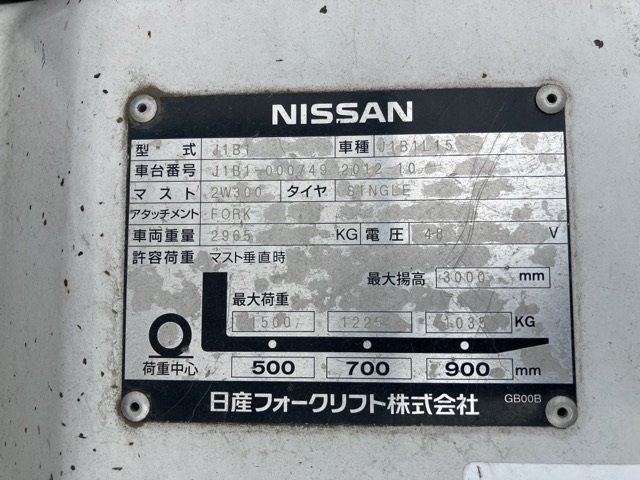 NISSAN
型式 J1B1 車種 J1B1L15
車台番号 J1B1-000749 2012-10
マスト 2W300 タイヤ SINGLE
アタッチメント FORK
車両重量 2905 KG 電圧 48 V
許容荷重 マスト垂直時
最大揚高 3000 mm
最大荷重
1500 1225 1035 KG
荷重中心 500 700 900 mm
日産フォークリフト株式会社 GB00B